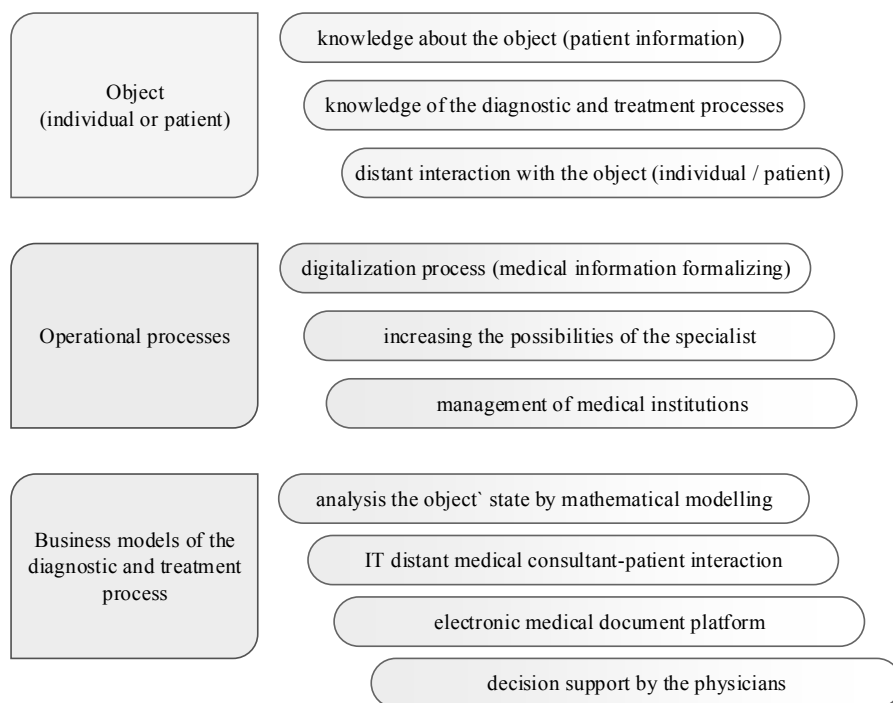 Object
(individual or patient)
knowledge about the object (patient information)
knowledge of the diagnostic and treatment processes
distant interaction with the object (individual / patient)
Operational processes
digitalization process (medical information formalizing)
increasing the possibilities of the specialist
management of medical institutions
Business models of the
diagnostic and treatment
process
analysis the object` state by mathematical modelling
IT distant medical consultant-patient interaction
electronic medical document platform
decision support by the physicians